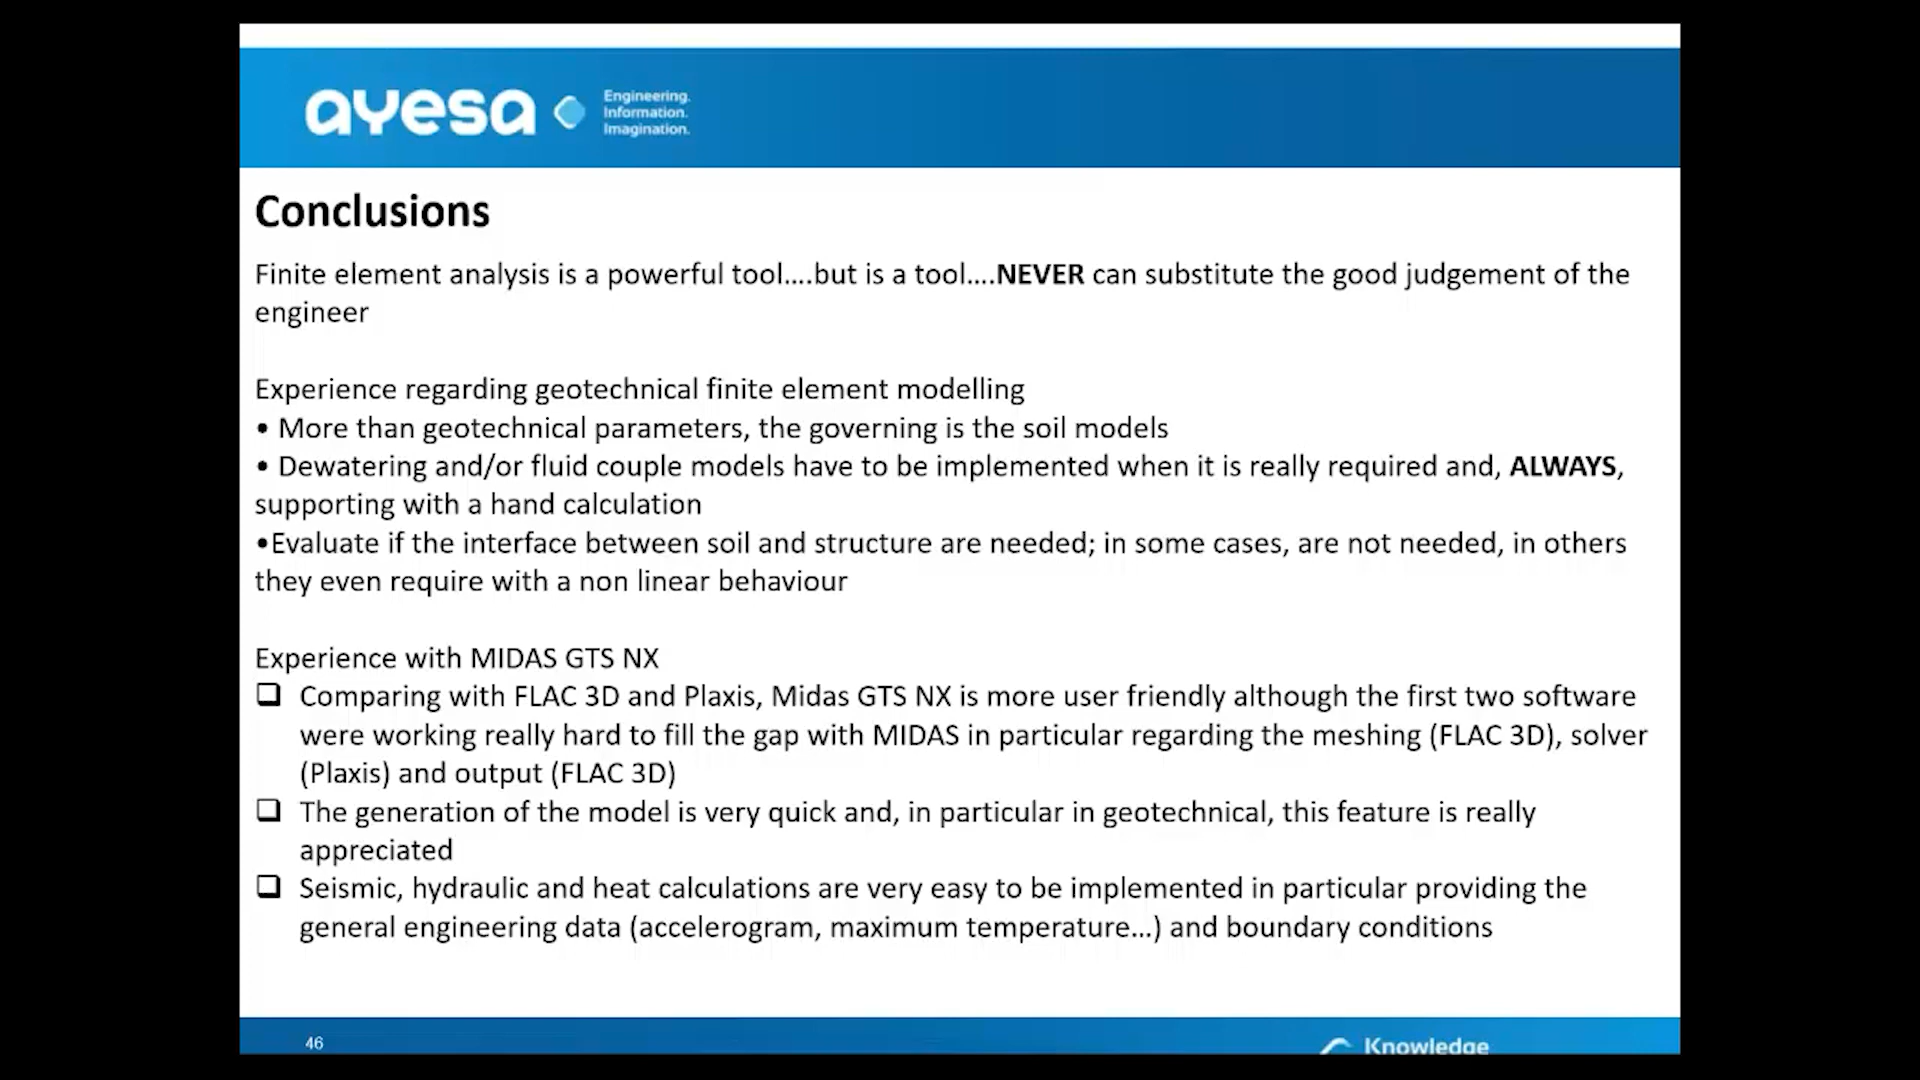 ayesa
Engineering.
Information.
Imagination.
Conclusions
Finite element analysis is a powerful tool....but is a tool....NEVER can substitute the good judgement of the
engineer
Experience regarding geotechnical finite element modelling
• More than geotechnical parameters, the governing is the soil models
• Dewatering and/or fluid couple models have to be implemented when it is really required and, ALWAYS,
supporting with a hand calculation
•Evaluate if the interface between soil and structure are needed; in some cases, are not needed, in others
they even require with a non linear behaviour
Experience with MIDAS GTS NX
❑ Comparing with FLAC 3D and Plaxis, Midas GTS NX is more user friendly although the first two software
were working really hard to fill the gap with MIDAS in particular regarding the meshing (FLAC 3D), solver
(Plaxis) and output (FLAC 3D)
❑ The generation of the model is very quick and, in particular in geotechnical, this feature is really
appreciated
❑ Seismic, hydraulic and heat calculations are very easy to be implemented in particular providing the
general engineering data (accelerogram, maximum temperature...) and boundary conditions
46
Knowledge